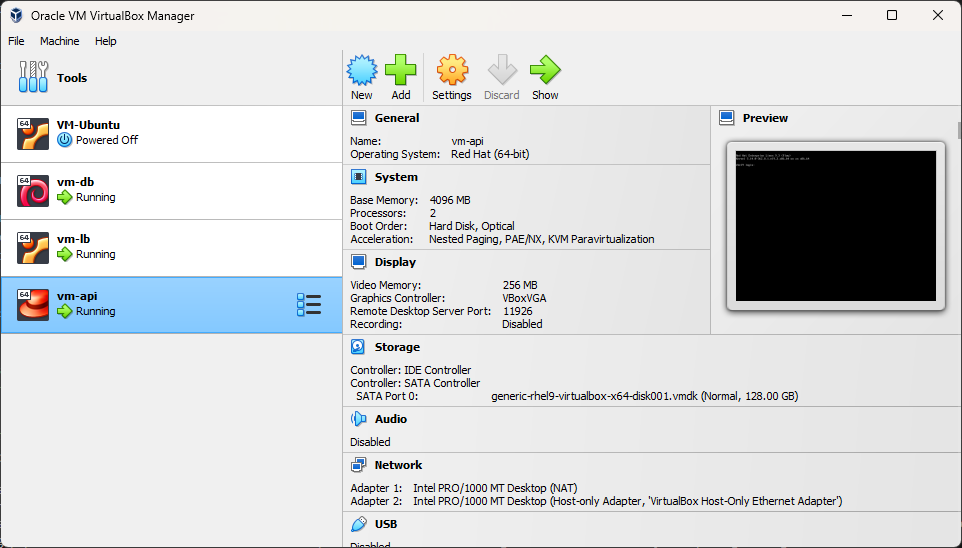 Oracle VM VirtualBox Manager
File Machine Help
Tools
New Add Settings Discard Show
64
VM-Ubuntu
Powered Off
64
vm-db
Running
64
vm-lb
Running
64
vm-api
Running
General
Name: vm-api
Operating System: Red Hat (64-bit)
System
Base Memory: 4096 MB
Processors: 2
Boot Order: Hard Disk, Optical
Acceleration: Nested Paging, PAE/NX, KVM Paravirtualization
Display
Video Memory: 256 MB
Graphics Controller: VBoxVGA
Remote Desktop Server Port: 11926
Recording: Disabled
Preview
Storage
Controller: IDE Controller
Controller: SATA Controller
SATA Port 0: generic-rhel9-virtualbox-x64-disk001.vmdk (Normal, 128.00 GB)
Audio
Disabled
Network
Adapter 1: Intel PRO/1000 MT Desktop (NAT)
Adapter 2: Intel PRO/1000 MT Desktop (Host-only Adapter, 'VirtualBox Host-Only Ethernet Adapter')
USB
Disabled